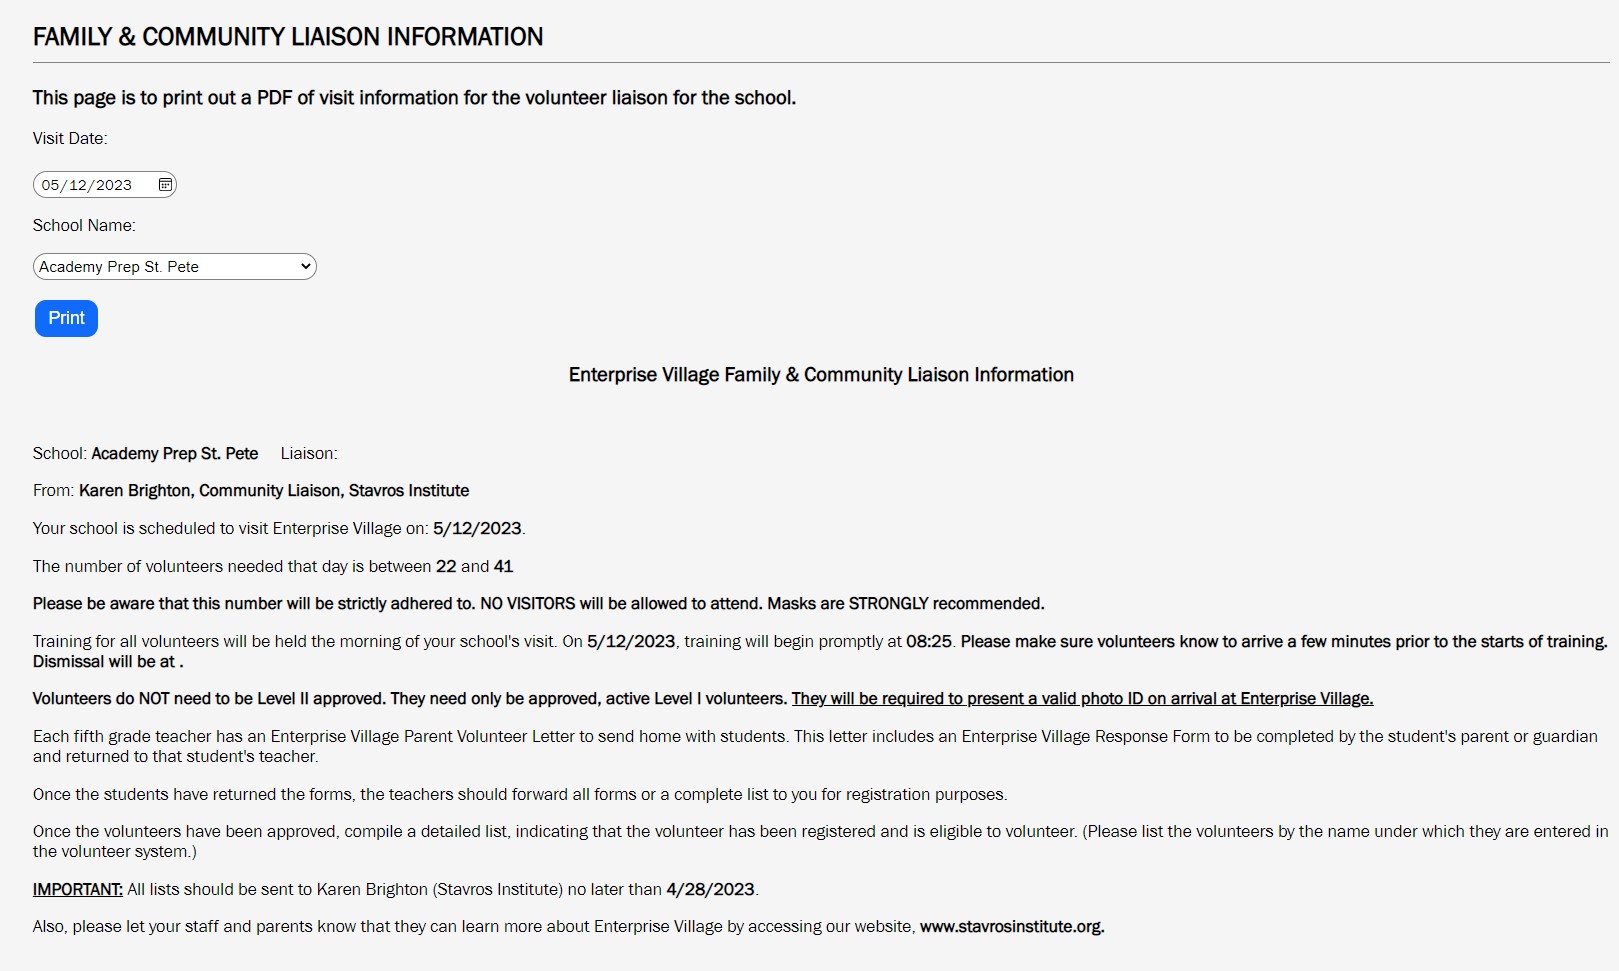 FAMILY & COMMUNITY LIAISON INFORMATION
This page is to print out a PDF of visit information for the volunteer liaison for the school.
Visit Date:
05/12/2023
School Name:
Academy Prep St. Pete
Print
Enterprise Village Family & Community Liaison Information
School: Academy Prep St. Pete Liaison:
From: Karen Brighton, Community Liaison, Stavros Institute
Your school is scheduled to visit Enterprise Village on: 5/12/2023.
The number of volunteers needed that day is between 22 and 41
Please be aware that this number will be strictly adhered to. NO VISITORS will be allowed to attend. Masks are STRONGLY recommended.
Training for all volunteers will be held the morning of your school's visit. On 5/12/2023, training will begin promptly at 08:25. Please make sure volunteers know to arrive a few minutes prior to the starts of training.
Dismissal will be at .
Volunteers do NOT need to be Level II approved. They need only be approved, active Level I volunteers. They will be required to present a valid photo ID on arrival at Enterprise Village.
Each fifth grade teacher has an Enterprise Village Parent Volunteer Letter to send home with students. This letter includes an Enterprise Village Response Form to be completed by the student's parent or guardian
and returned to that student's teacher.
Once the students have returned the forms, the teachers should forward all forms or a complete list to you for registration purposes.
Once the volunteers have been approved, compile a detailed list, indicating that the volunteer has been registered and is eligible to volunteer. (Please list the volunteers by the name under which they are entered in
the volunteer system.)
IMPORTANT: All lists should be sent to Karen Brighton (Stavros Institute) no later than 4/28/2023.
Also, please let your staff and parents know that they can learn more about Enterprise Village by accessing our website, www.stavrosinstitute.org.